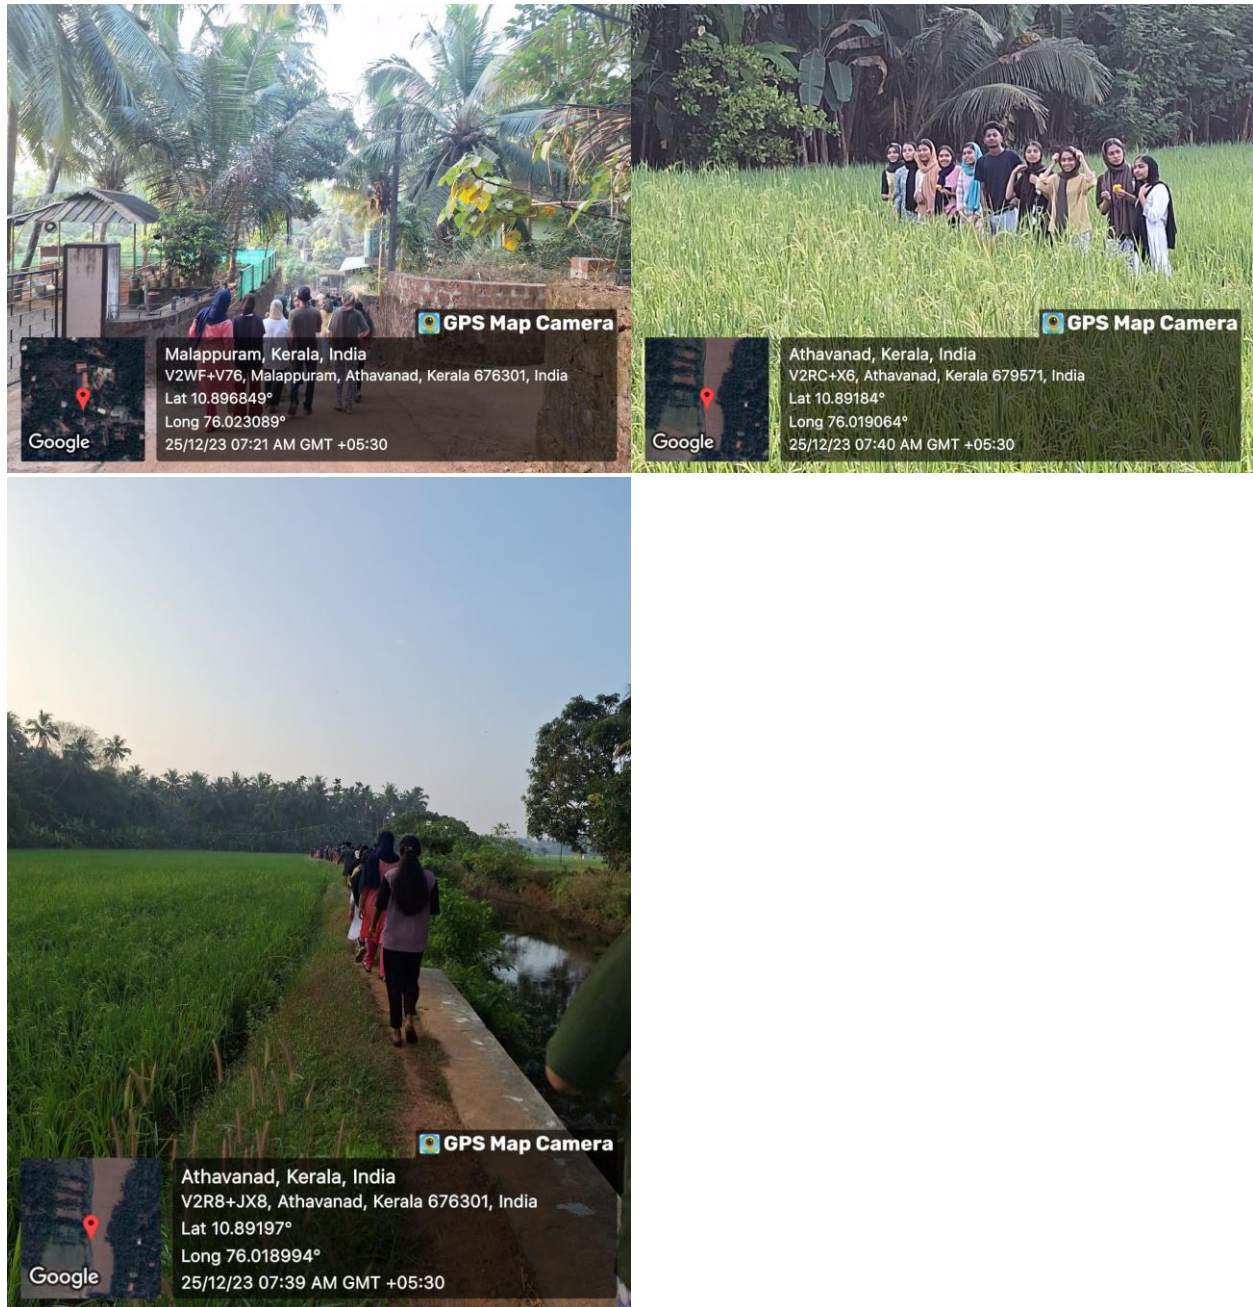 GPS Map Camera
Malappuram, Kerala, India
V2WF+V76, Malappuram, Athavanad, Kerala 676301, India
Lat 10.896849°
Long 76.023089°
25/12/23 07:21 AM GMT +05:30
Google
GPS Map Camera
Athavanad, Kerala, India
V2RC+X6, Athavanad, Kerala 679571, India
Lat 10.89184°
Long 76.019064°
25/12/23 07:40 AM GMT +05:30
Google
GPS Map Camera
Athavanad, Kerala, India
V2R8+JX8, Athavanad, Kerala 676301, India
Lat 10.89197°
Long 76.018994°
25/12/23 07:39 AM GMT +05:30
Google